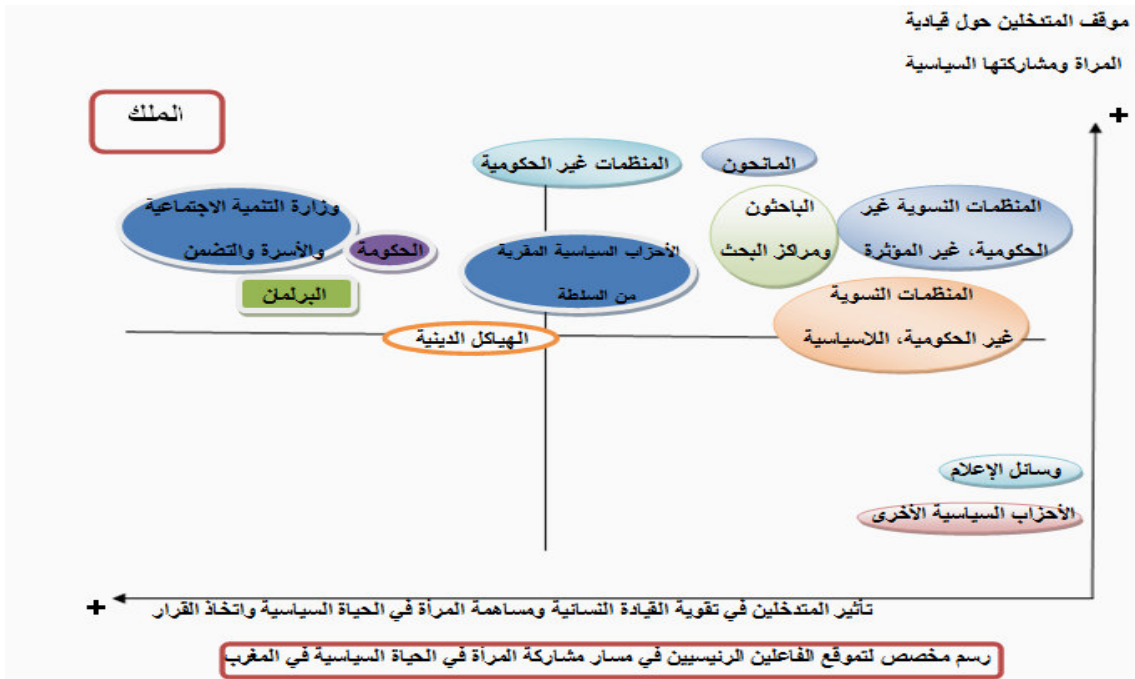 موقف المتدخلين حول قيادية
المراة ومشاركتها السياسية
+
الملك
المنظمات غير الحكومية
المانحون
الباحثون
ومراكز البحث
المنظمات النسوية غير
الحكومية، غير الموثرة
وزارة التنمية الاجتماعية
والأسرة والتضمن
الحكومة
البرلمان
الأحزاب السياسية المقربة
من السلطة
المنظمات النسوية
غير الحكومية، اللاسياسية
الهياكل الدينية
وسائل الإعلام
الأحزاب السياسية الأخرى
تأثير المتدخلين في تقوية القيادة النسائية ومساهمة المرأة في الحياة السياسية واتخاذ القرار
+
رسم مخصص لتموقع الفاعلين الرئيسيين في مسار مشاركة المرأة في الحياة السياسية في المغرب